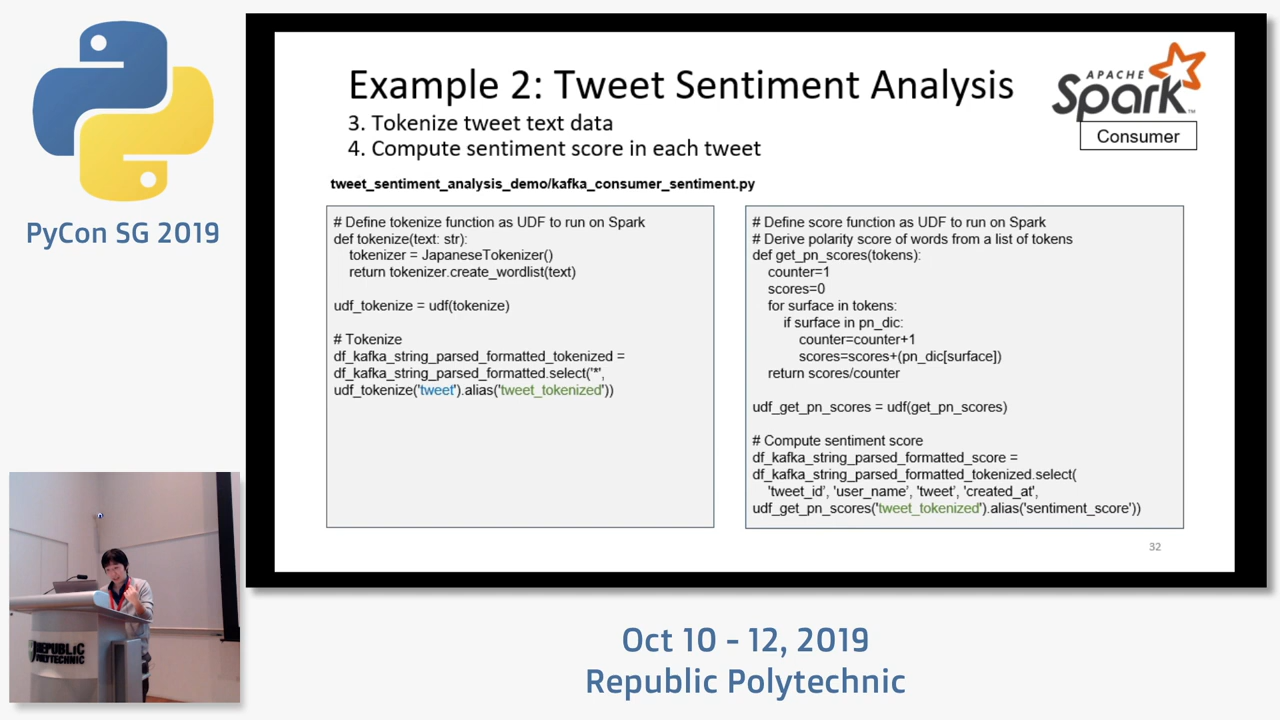 PyCon SG 2019
Example 2: Tweet Sentiment Analysis
3. Tokenize tweet text data
4. Compute sentiment score in each tweet
APACHE
Spark™
Consumer
tweet_sentiment_analysis_demo/kafka_consumer_sentiment.py
# Define tokenize function as UDF to run on Spark
def tokenize(text: str):
tokenizer = JapaneseTokenizer()
return tokenizer.create_wordlist(text)
udf_tokenize = udf(tokenize)
# Tokenize
df_kafka_string_parsed_formatted_tokenized =
df_kafka_string_parsed_formatted.select('*',
udf_tokenize('tweet').alias('tweet_tokenized'))
# Define score function as UDF to run on Spark
# Derive polarity score of words from a list of tokens
def get_pn_scores(tokens):
counter=1
scores=0
for surface in tokens:
if surface in pn_dic:
counter=counter+1
scores=scores+(pn_dic[surface])
return scores/counter
udf_get_pn_scores = udf(get_pn_scores)
# Compute sentiment score
df_kafka_string_parsed_formatted_score =
df_kafka_string_parsed_formatted_tokenized.select(
'tweet_id', 'user_name', 'tweet', 'created_at',
udf_get_pn_scores('tweet_tokenized').alias('sentiment_score'))
32
REPUBLIC
POLYTECHNIC
Oct 10 - 12, 2019
Republic Polytechnic